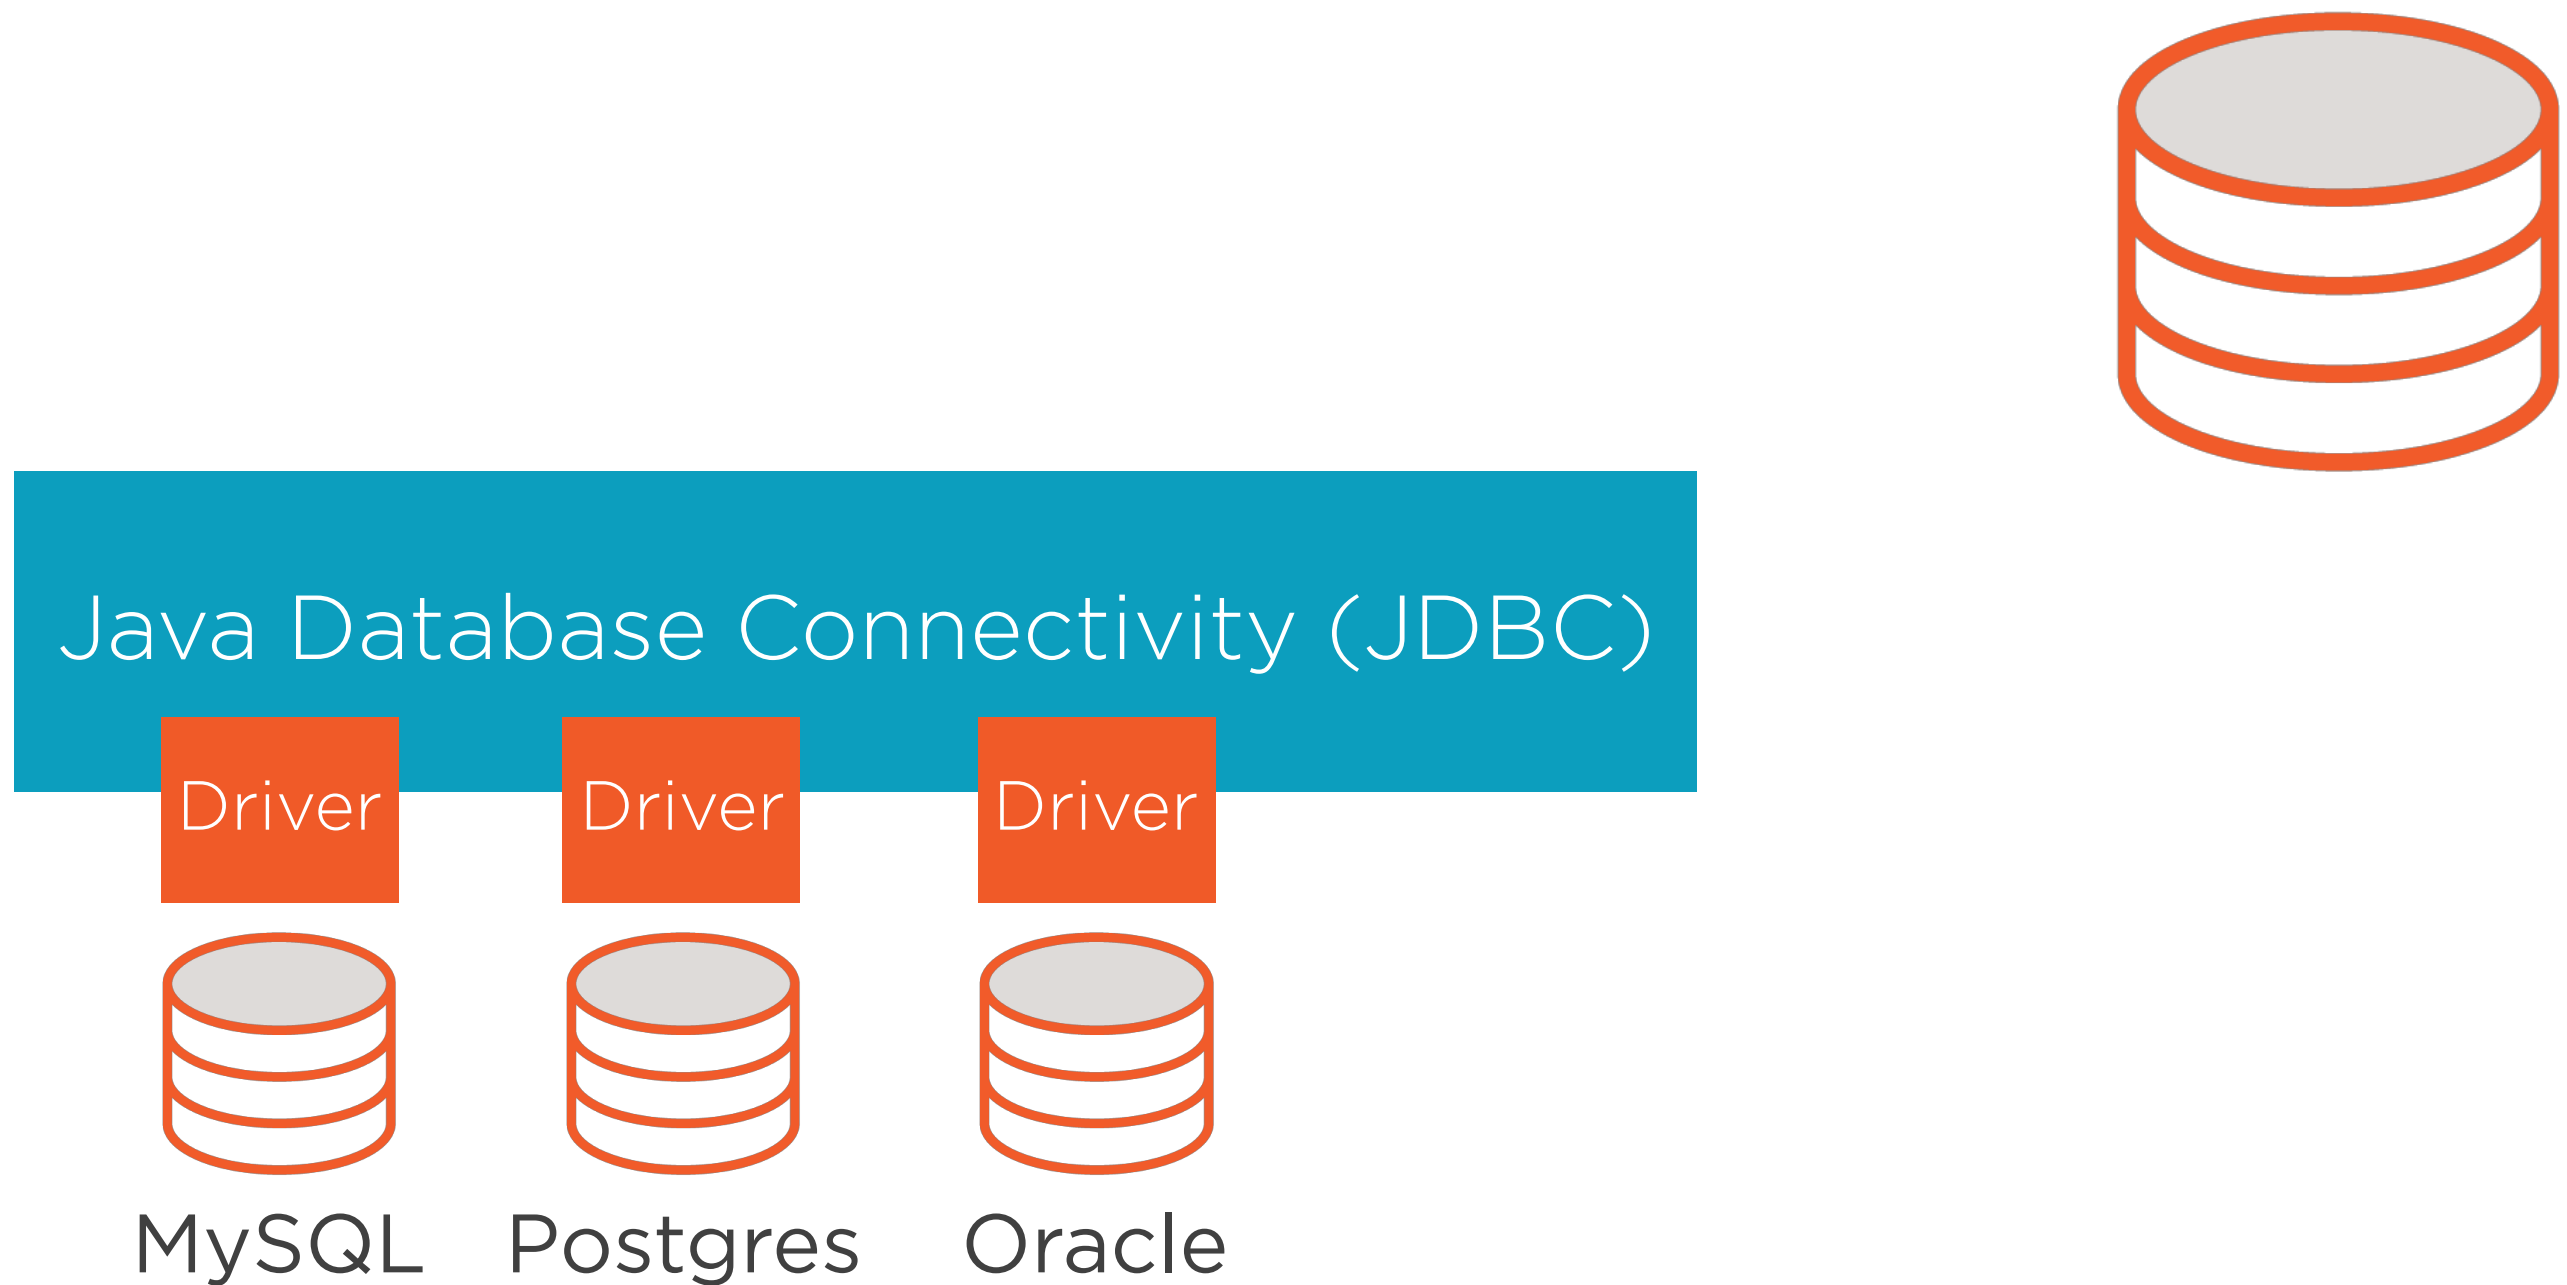 Java Database Connectivity (JDBC)
Driver Driver Driver
MySQL Postgres Oracle